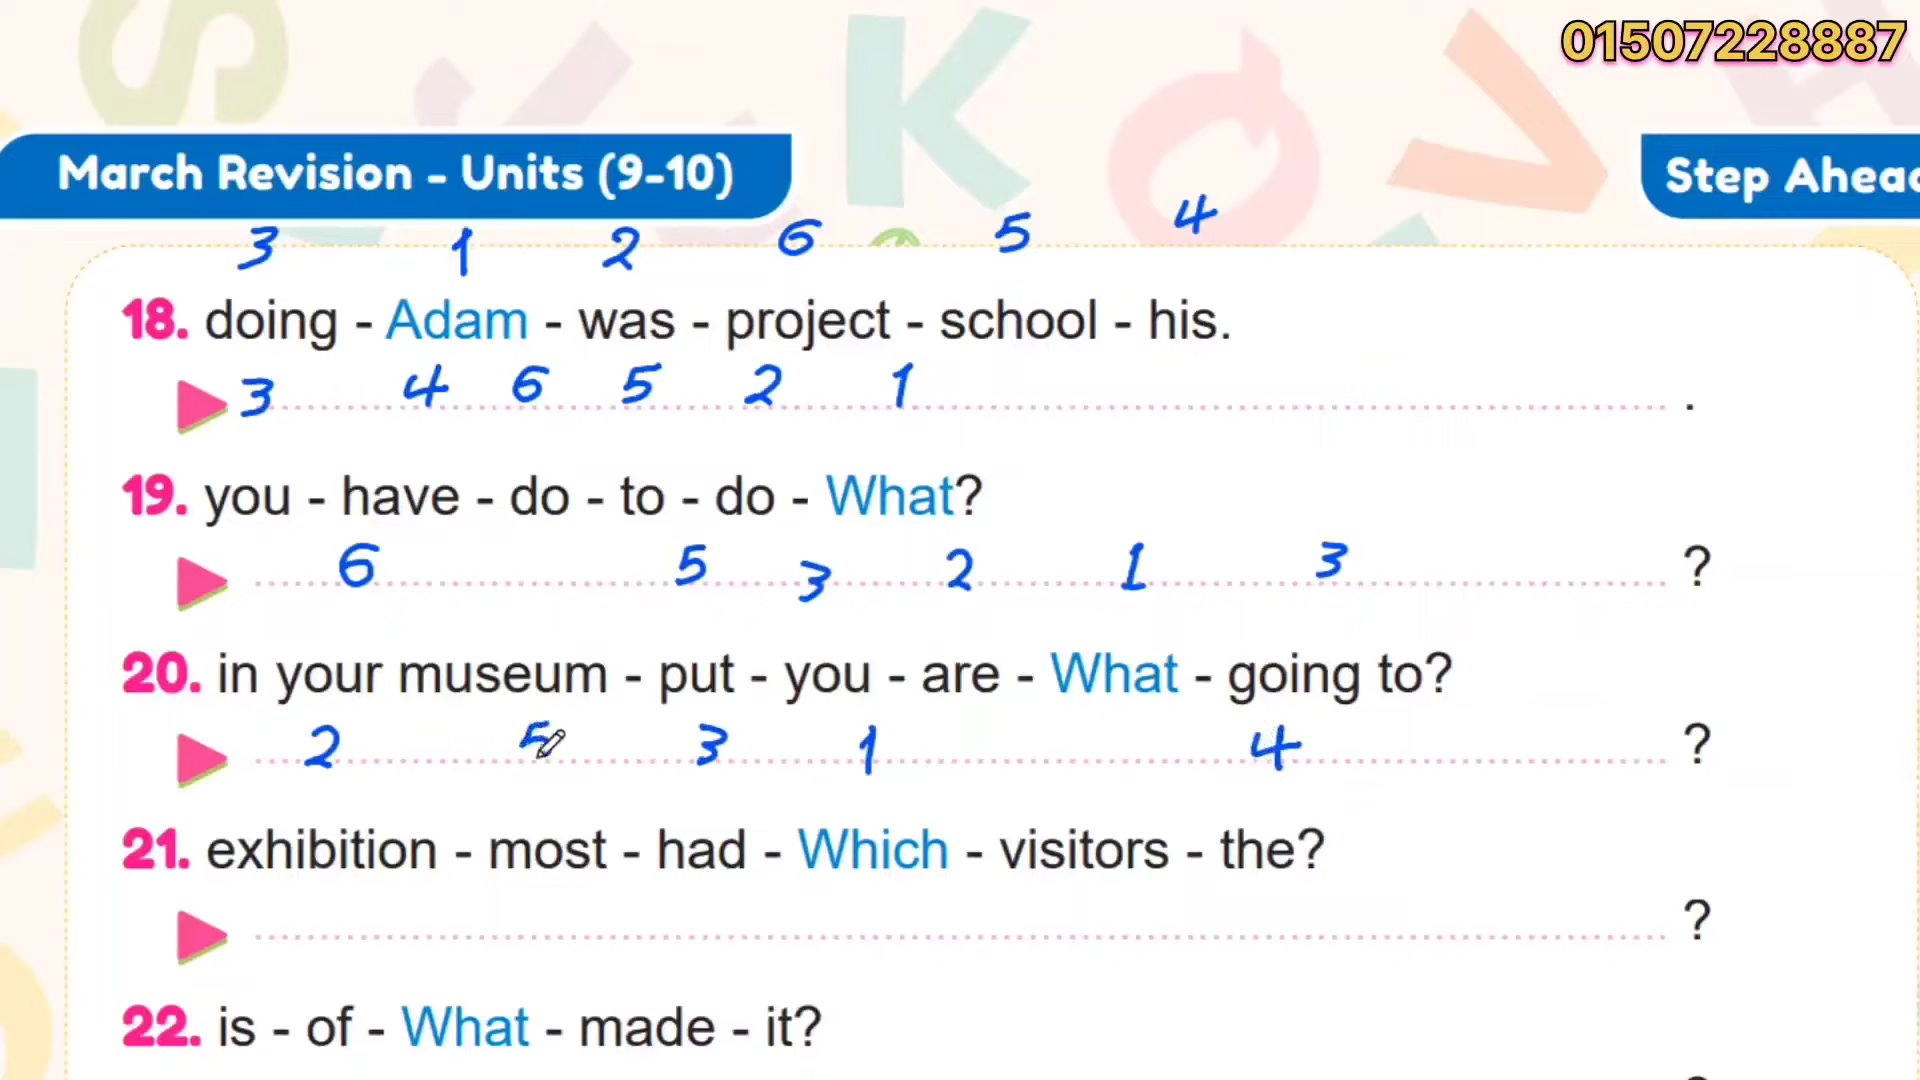 01507228887
March Revision - Units (9-10)
Step Ahead
3 1 2 6 5 4
18. doing - Adam - was - project - school - his.
3 4 6 5 2 1 .
19. you - have - do - to - do - What?
6 5 3 2 1 3 ?
20. in your museum - put - you - are - What - going to?
2 5 3 1 4 ?
21. exhibition - most - had - Which - visitors - the?
?
22. is - of - What - made - it?